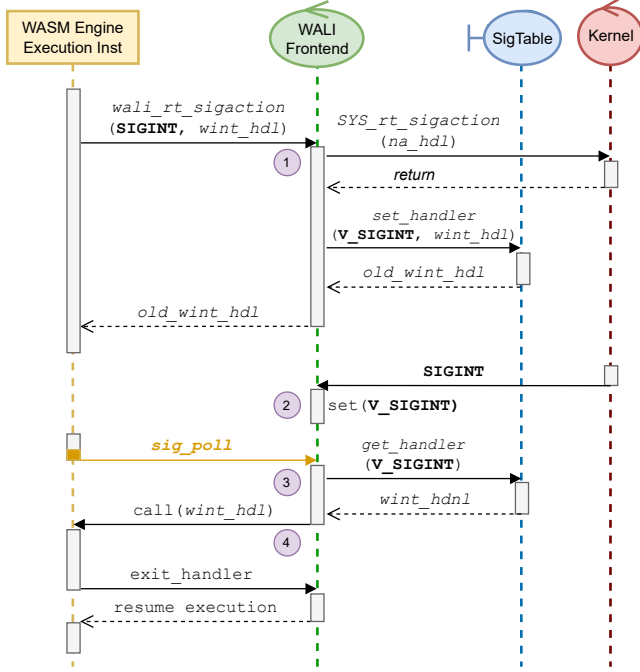 WASM Engine
Execution Inst
WALI
Frontend
SigTable
Kernel
wali_rt_sigaction
(SIGINT, wint_hdl)
SYS_rt_sigaction
(na_hdl)
1
return
set_handler
(V_SIGINT, wint_hdl)
old_wint_hdl
old_wint_hdl
SIGINT
2
set(V_SIGINT)
sig_poll
get_handler
(V_SIGINT)
3
wint_hdnl
call(wint_hdl)
4
exit_handler
resume execution